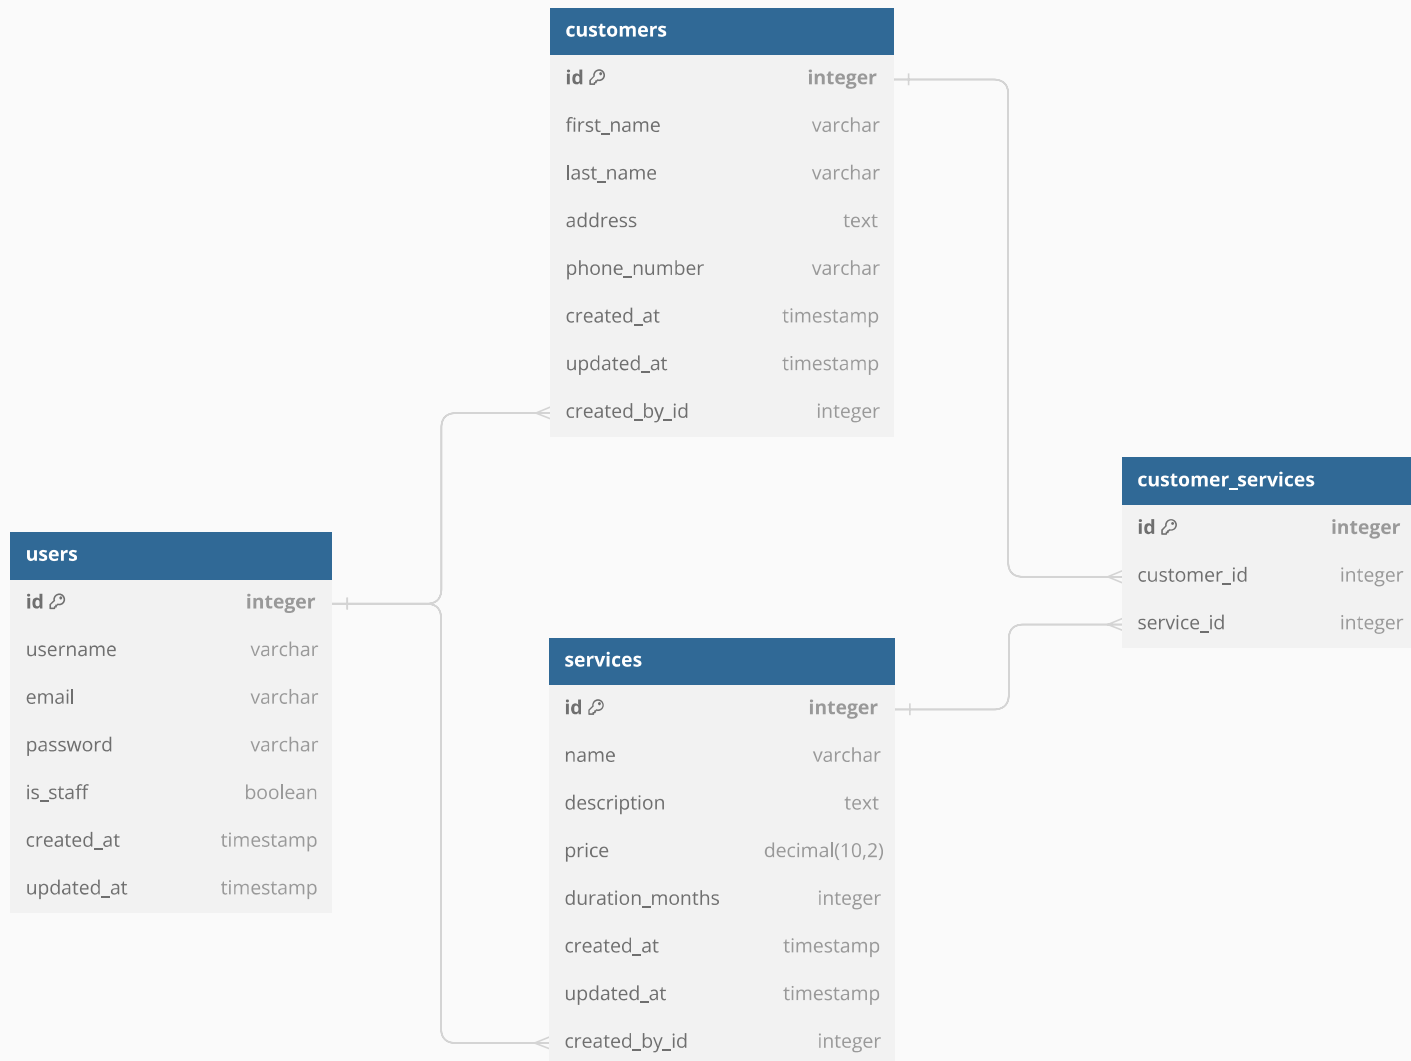 customers
id integer
first_name varchar
last_name varchar
address text
phone_number varchar
created_at timestamp
updated_at timestamp
created_by_id integer
customer_services
id integer
customer_id integer
service_id integer
users
id integer
username varchar
email varchar
password varchar
is_staff boolean
created_at timestamp
updated_at timestamp
services
id integer
name varchar
description text
price decimal(10,2)
duration_months integer
created_at timestamp
updated_at timestamp
created_by_id integer